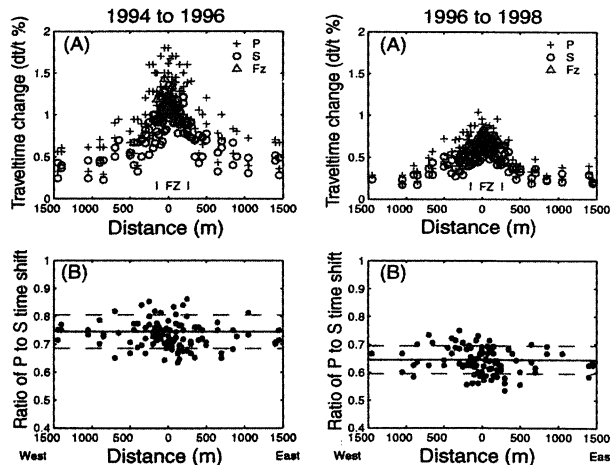 1994 to 1996
(A)
+ P
o S
△ Fz
Traveltime change (dt/t %)
2
1.5
1
0.5
0
FZ
1500 1000 500 0 500 1000 1500
Distance (m)
(B)
Ratio of P to S time shift
1
0.9
0.8
0.7
0.6
0.5
0.4
1500 1000 500 0 500 1000 1500
West
Distance (m)
East
1996 to 1998
(A)
+ P
o S
△ Fz
Traveltime change (dt/t %)
2
1.5
1
0.5
0
FZ
1500 1000 500 0 500 1000 1500
Distance (m)
(B)
Ratio of P to S time shift
1
0.9
0.8
0.7
0.6
0.5
0.4
1500 1000 500 0 500 1000 1500
West
Distance (m)
East